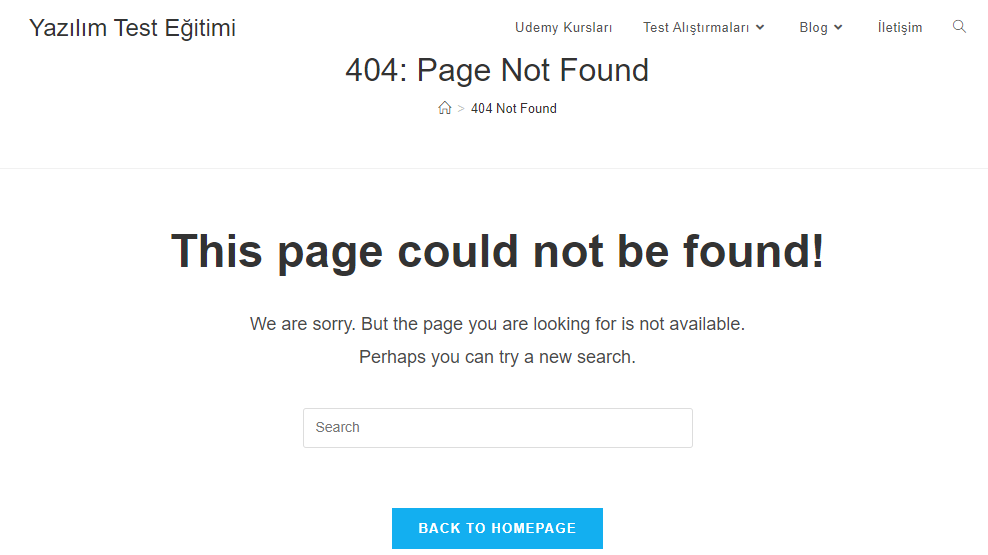 Yazılım Test Eğitimi
Udemy Kursları
Test Alıştırmaları
Blog
İletişim
404: Page Not Found
> 404 Not Found
This page could not be found!
We are sorry. But the page you are looking for is not available.
Perhaps you can try a new search.
Search
BACK TO HOMEPAGE